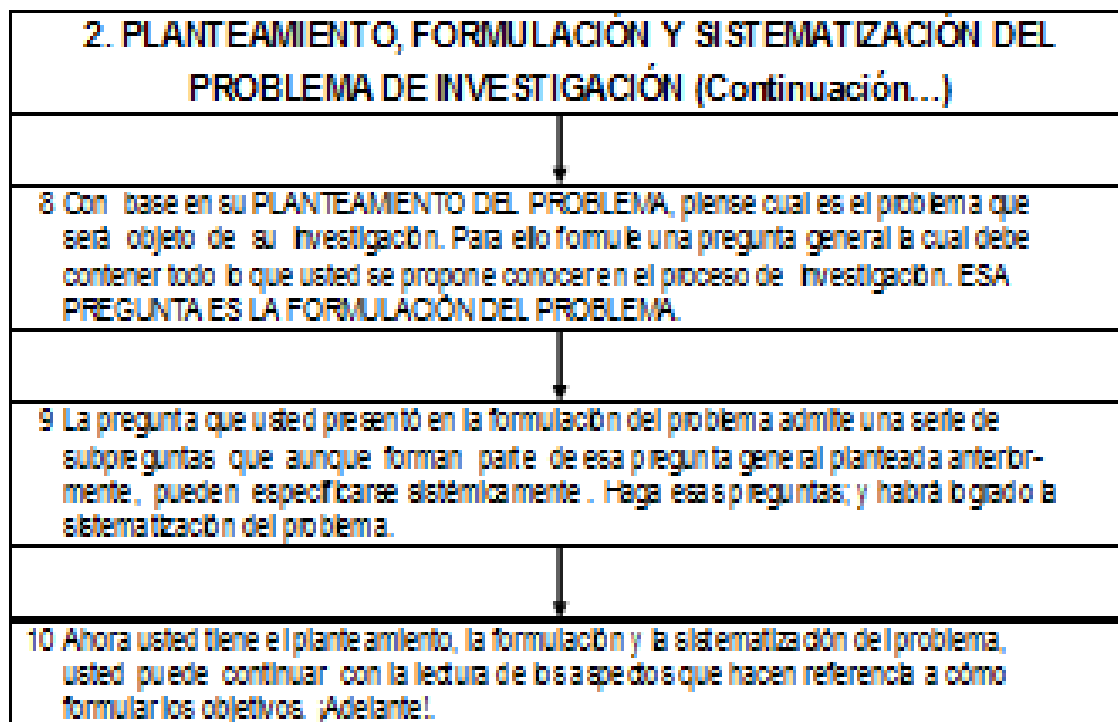 2. PLANTEAMIENTO, FORMULACIÓN Y SISTEMATIZACIÓN DEL
PROBLEMA DE INVESTIGACIÓN (Continuación...)
8 Con base en su PLANTEAMIENTO DEL PROBLEMA, piense cual es el problema que
será objeto de su investigación. Para ello formule una pregunta general la cual debe
contener todo lo que usted se propone conocer en el proceso de investigación. ESA
PREGUNTA ES LA FORMULACIÓN DEL PROBLEMA.
9 La pregunta que usted presentó en la formulación del problema admite una serie de
subpreguntas que aunque forman parte de esa pregunta general planteada anterior-
mente, pueden especificarse sistémicamente. Haga esas preguntas; y habrá logrado la
sistematización del problema.
10 Ahora usted tiene el planteamiento, la formulación y la sistematización del problema,
usted puede continuar con la lectura de los aspectos que hacen referencia a cómo
formular los objetivos. ¡Adelante!.